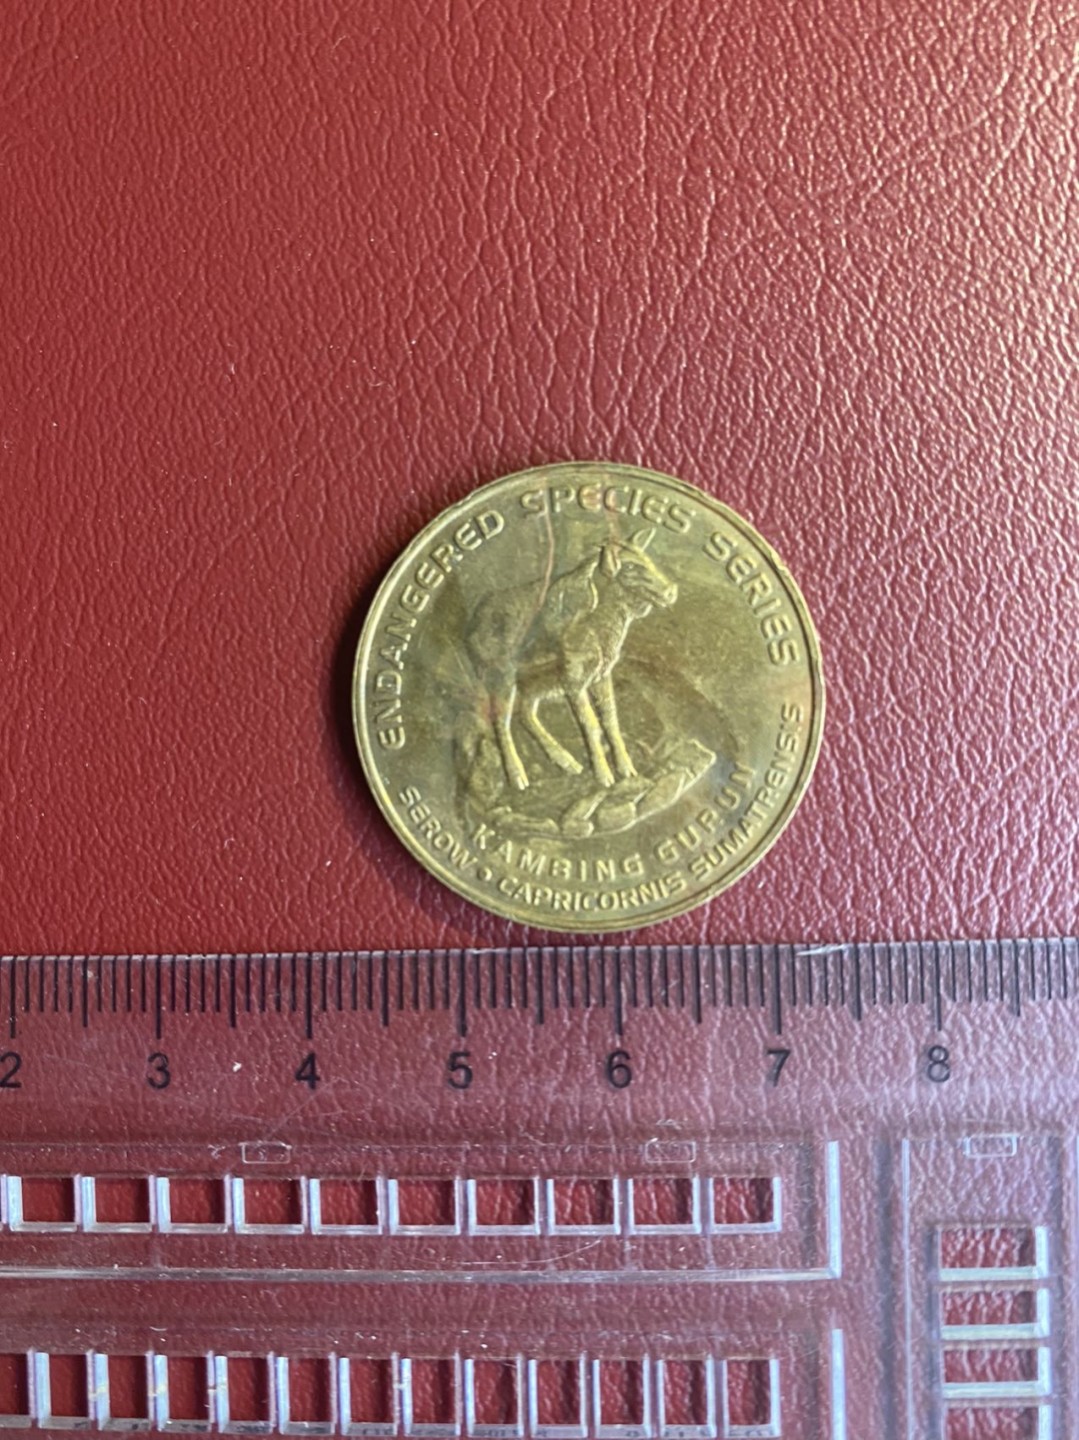 ENDANGERED SPECIES SERIES
KAMBING GURUN
SEROW • CAPRICORNIS SUMATRENSIS
2 3 4 5 6 7 8